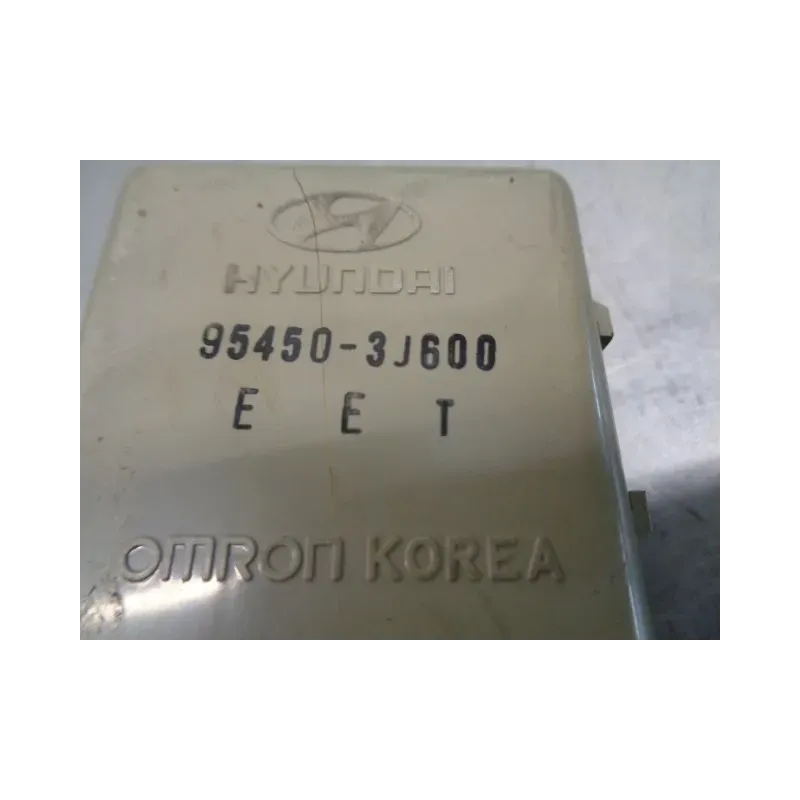 HYUNDAI
95450-3J600
E E T
OMRON KOREA